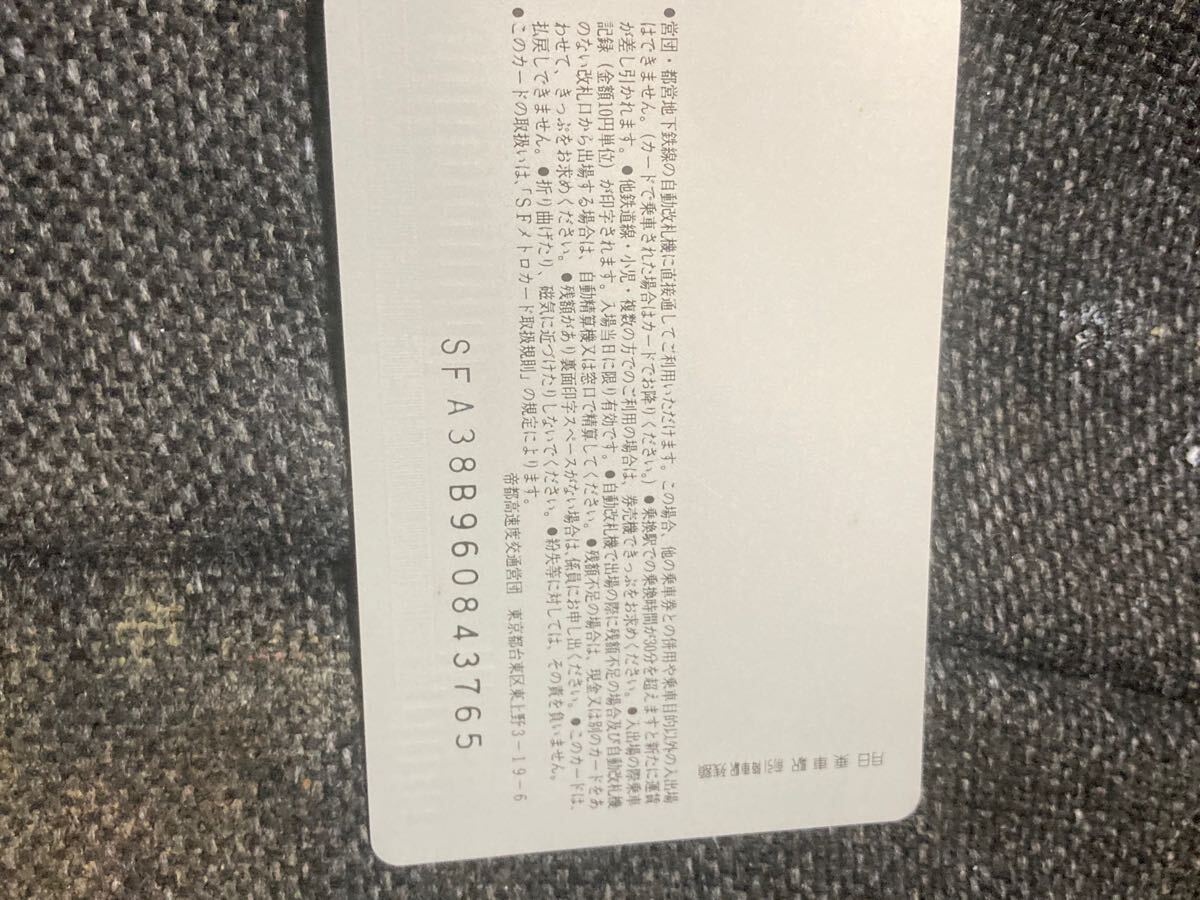 ●営団・都営地下鉄線の自動改札機に直接通してご利用いただけます。この場合、他の乗車券との併用や乗車目的以外の入出場
はできません。（カードで乗車された場合はカードでお降りください。）●乗換駅での乗換時間が30分を超えますと新たに運賃
が差し引かれます。●他鉄道線・小児・複数の方でのご利用の場合は、券売機できっぷをお求めください。●入出場の際乗車
記録（金額10円単位）が印字されます。入場当日に限り有効です。●自動改札機で出場の際に残額不足の場合及び自動改札機
のない改札口から出場する場合は、自動精算機又は窓口で精算してください。●残額不足の場合は、現金又は別のカードをあ
わせて、きっぷをお求めください。●残額があり裏面印字スペースがない場合は、係員にお申し出ください。●このカードは、
払戻しできません。●折り曲げたり、磁気に近づけたりしないでください。●紛失等に対しては、その責を負いません。
●このカードの取扱いは、「SFメトロカード取扱規則」の規定によります。
帝都高速度交通営団 東京都台東区東上野3-19-6
SFA38B960843765
月日 乗車駅